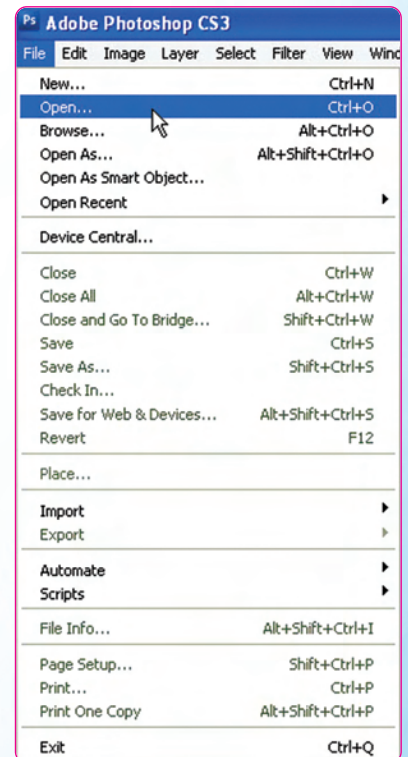 Ps Adobe Photoshop CS3
File Edit Image Layer Select Filter View
New... Ctrl+N
Open... Ctrl+O
Browse... Alt+Ctrl+O
Open As... Alt+Shift+Ctrl+O
Open As Smart Object...
Open Recent
Device Central...
Close Ctrl+W
Close All Alt+Ctrl+W
Close and Go To Bridge... Shift+Ctrl+W
Save Ctrl+S
Save As... Shift+Ctrl+S
Check In...
Save for Web & Devices... Alt+Shift+Ctrl+S
Revert F12
Place...
Import
Export
Automate
Scripts
File Info... Alt+Shift+Ctrl+I
Page Setup... Shift+Ctrl+P
Print... Ctrl+P
Print One Copy Alt+Shift+Ctrl+P
Exit Ctrl+Q